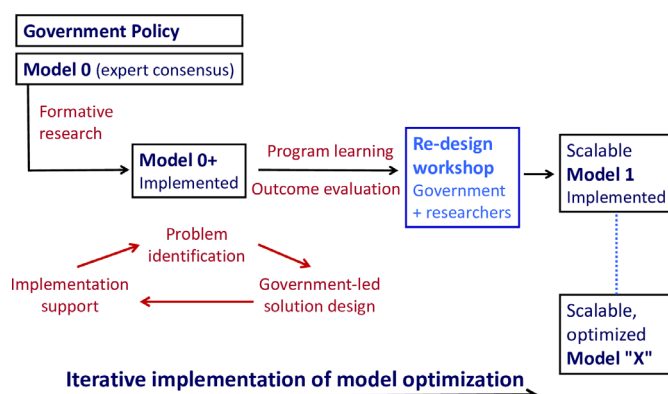 Government Policy
Model 0 (expert consensus)
Formative
research
Model 0+
Implemented
Program learning
Outcome evaluation
Re-design
workshop
Government
+ researchers
Scalable
Model 1
Implemented
Problem
identification
Implementation
support
Government-led
solution design
Scalable,
optimized
Model "X"
Iterative implementation of model optimization